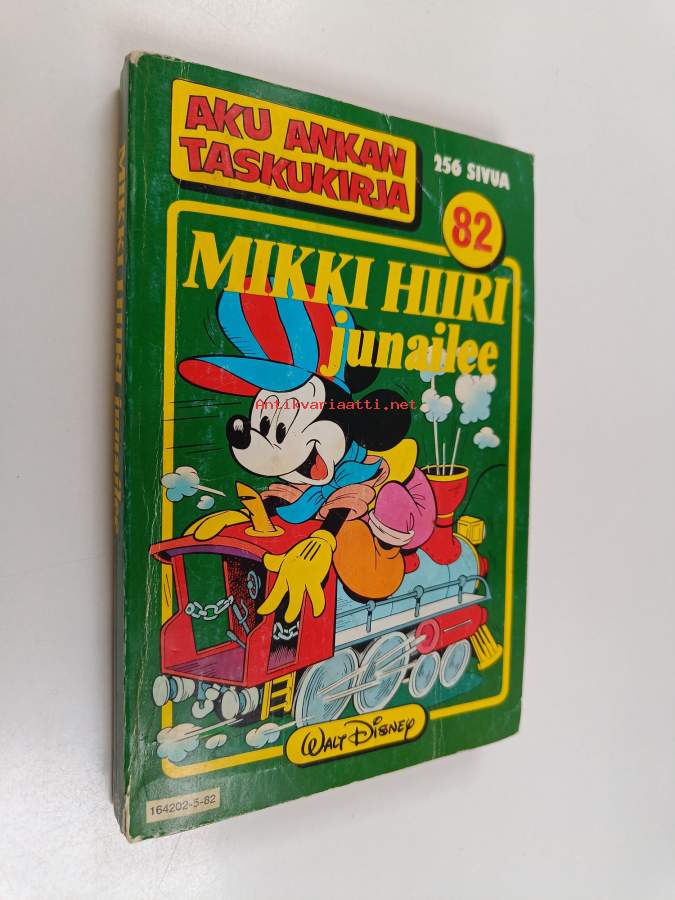 AKU ANKAN
TASKUKIRJA
256 SIVUA
82
MIKKI HIIRI
junailee
Antikvariaatti.net
WALT DISNEY
164202-5-82
MIKKI HIIRI junailee